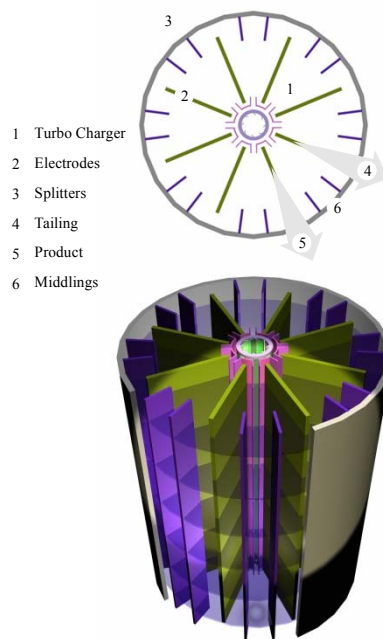 3
1
2
4
6
5
1 Turbo Charger
2 Electrodes
3 Splitters
4 Tailing
5 Product
6 Middlings